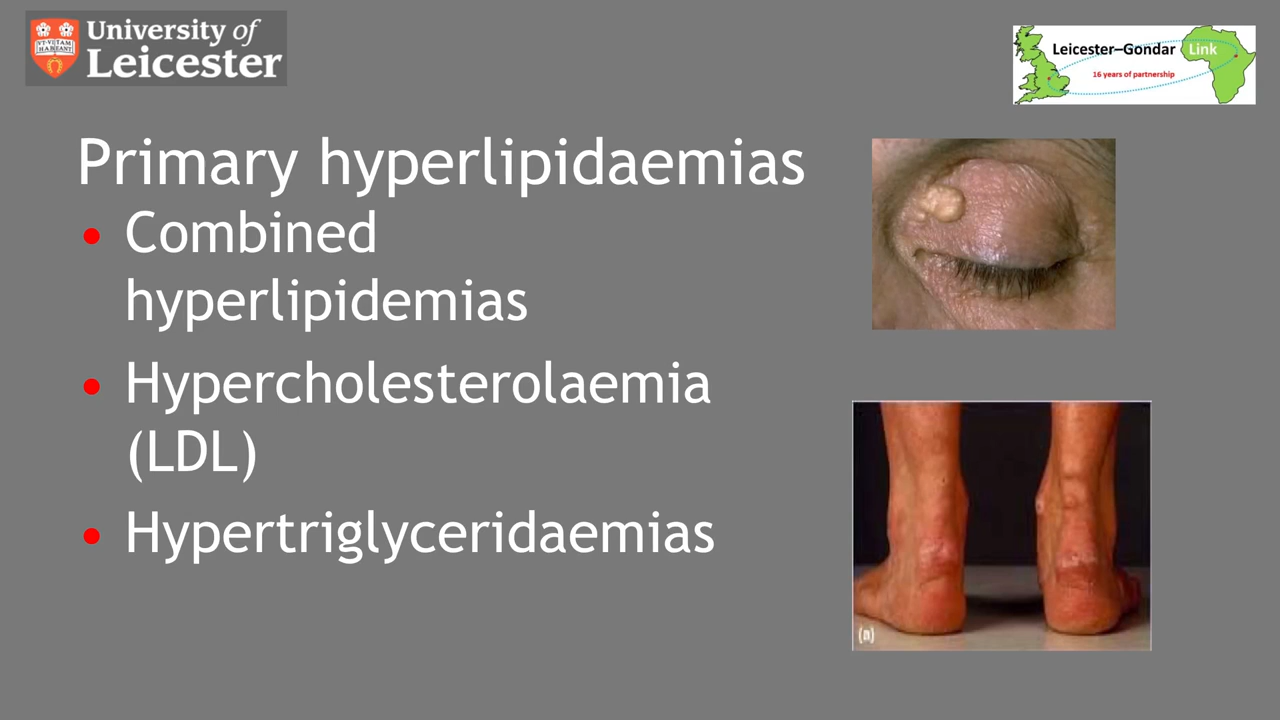 University of
Leicester
Leicester–Gondar Link
16 years of partnership
Primary hyperlipidaemias
• Combined
hyperlipidemias
• Hypercholesterolaemia
(LDL)
• Hypertriglyceridaemias
(a)